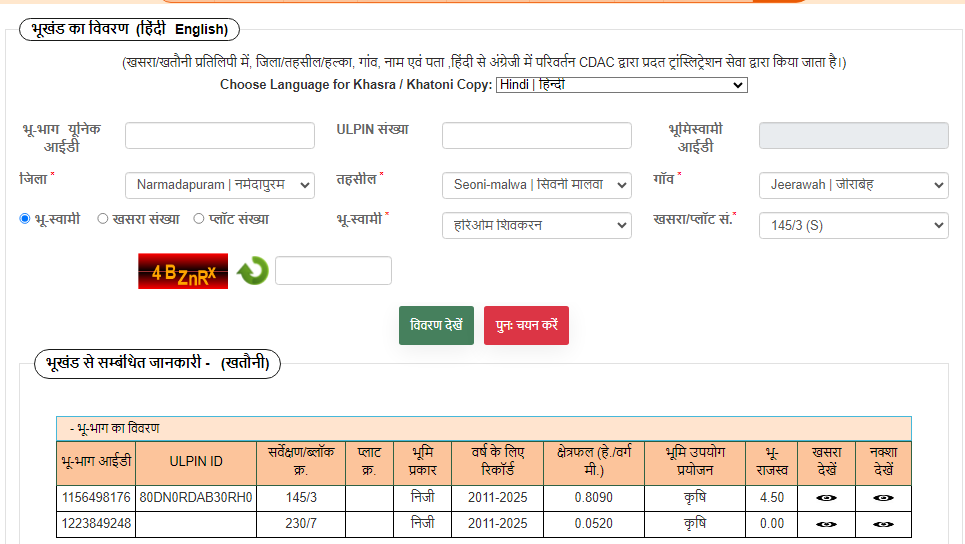 भूखंड का विवरण (हिंदी English)
(खसरा/खतौनी प्रतिलिपी में, जिला/तहसील/हल्का, गांव, नाम एवं पता ,हिंदी से अंग्रेजी में परिवर्तन CDAC द्वारा प्रदत ट्रांस्लिट्रेशन सेवा द्वारा किया जाता है।)
Choose Language for Khasra / Khatoni Copy: Hindi | हिन्दी
भू-भाग यूनिक आईडी ULPIN संख्या भूमिस्वामी आईडी
जिला * Narmadapuram | नर्मदापुरम तहसील * Seoni-malwa | सिवनी मालवा गाँव * Jeerawah | जीराबेह
भू-स्वामी खसरा संख्या प्लॉट संख्या भू-स्वामी * हरिओम शिवकरन खसरा/प्लॉट सं.* 145/3 (S)
4BZnRx
विवरण देखें पुनः चयन करें
भूखंड से सम्बंधित जानकारी - (खतौनी)
- भू-भाग का विवरण
भू-भाग आईडी ULPIN ID सर्वेक्षण/ब्लॉक क्र. प्लाट क्र. भूमि प्रकार वर्ष के लिए रिकॉर्ड क्षेत्रफल (हे./वर्ग मी.) भूमि उपयोग प्रयोजन भू-राजस्व खसरा देखें नक्शा देखें
1156498176 80DN0RDAB30RH0 145/3 निजी 2011-2025 0.8090 कृषि 4.50
1223849248 230/7 निजी 2011-2025 0.0520 कृषि 0.00